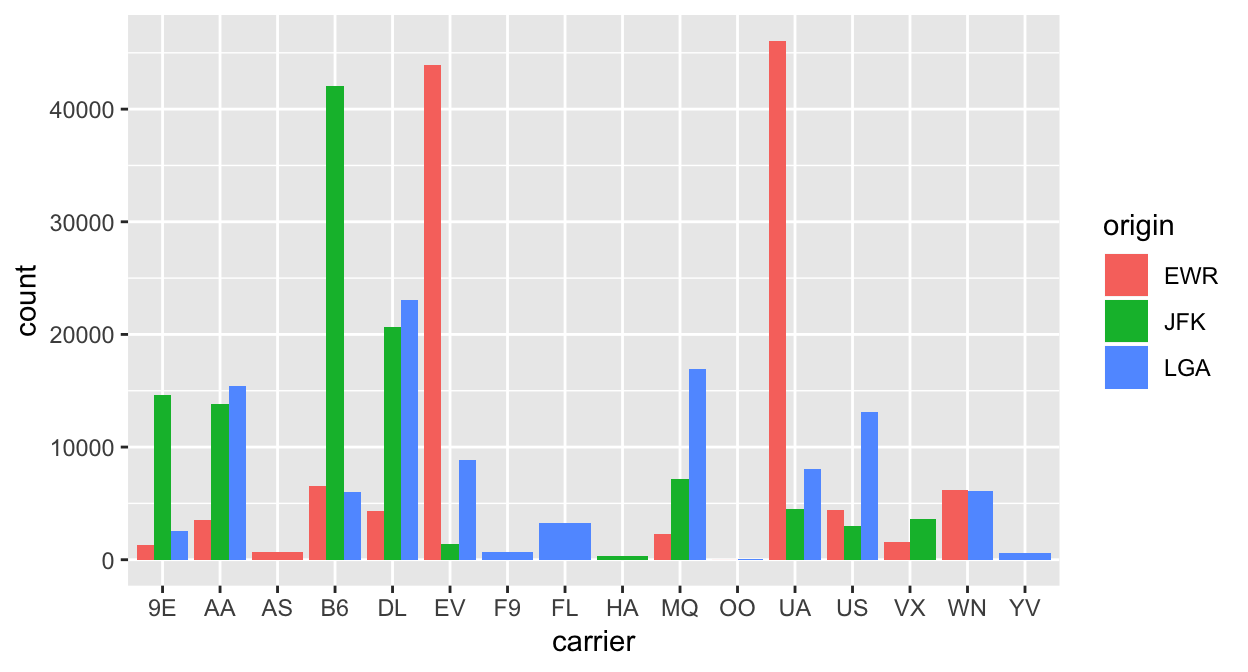 40000
30000
20000
10000
0
count
9E AA AS B6 DL EV F9 FL HA MQ OO UA US VX WN YV
carrier
origin
EWR
JFK
LGA